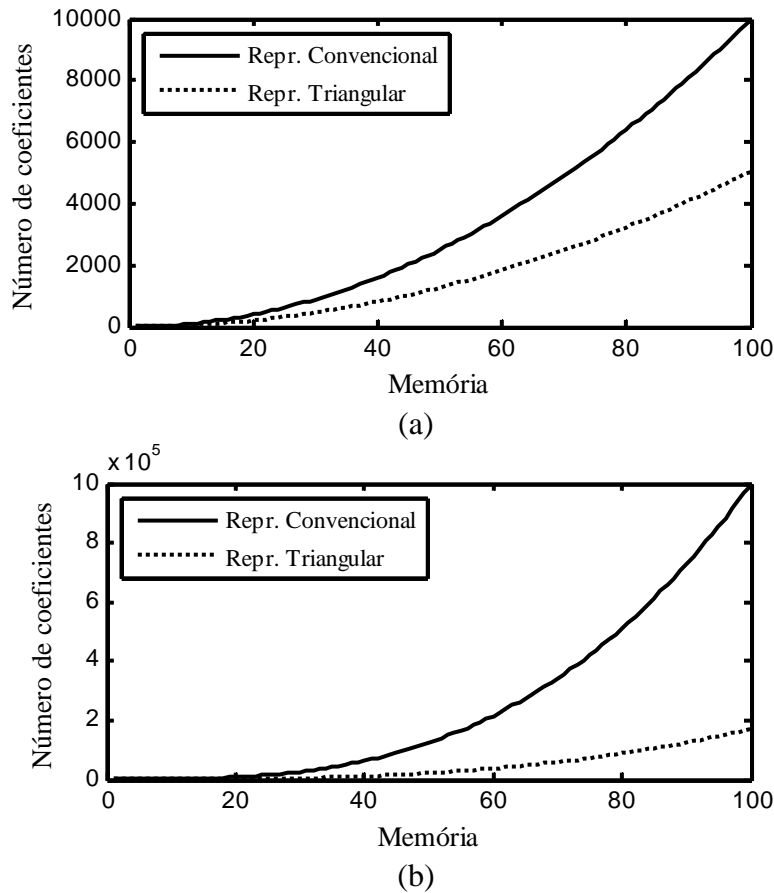 10000
8000
6000
4000
2000
0
Número de coeficientes
Repr. Convencional
Repr. Triangular
0 20 40 60 80 100
Memória
(a)
x 10^5
10
8
6
4
2
0
Número de coeficientes
Repr. Convencional
Repr. Triangular
0 20 40 60 80 100
Memória
(b)